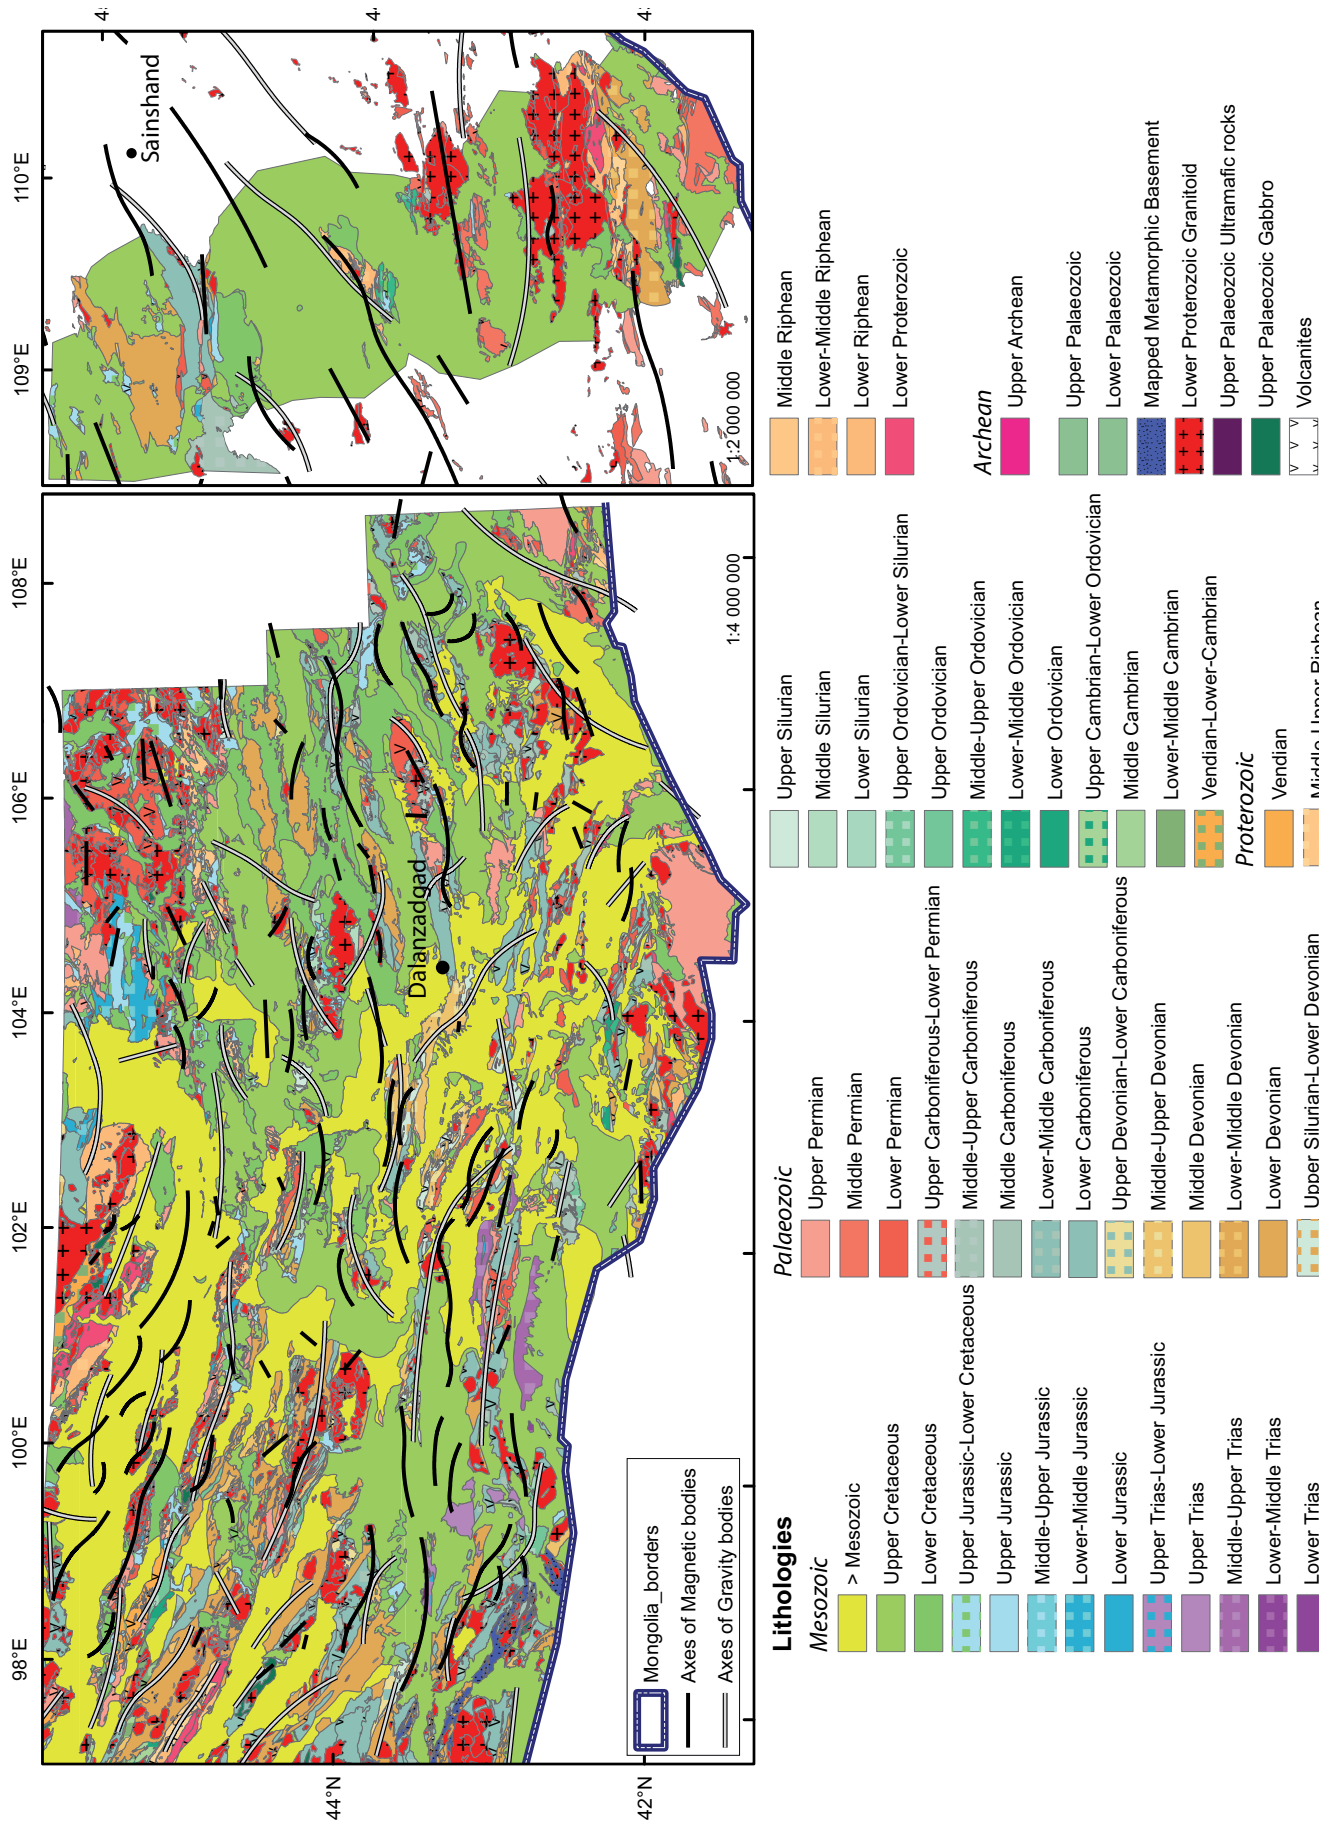 98°E
100°E
102°E
104°E
106°E
108°E
109°E
110°E
44°N
42°N
4
4
4
Dalanzadgad
Sainshand
1:4 000 000
1:2 000 000
Mongolia_borders
Axes of Magnetic bodies
Axes of Gravity bodies
Lithologies
Mesozoic
> Mesozoic
Upper Cretaceous
Lower Cretaceous
Upper Jurassic-Lower Cretaceous
Upper Jurassic
Middle-Upper Jurassic
Lower-Middle Jurassic
Lower Jurassic
Upper Trias-Lower Jurassic
Upper Trias
Middle-Upper Trias
Lower-Middle Trias
Lower Trias
Palaeozoic
Upper Permian
Middle Permian
Lower Permian
Upper Carboniferous-Lower Permian
Middle-Upper Carboniferous
Middle Carboniferous
Lower-Middle Carboniferous
Lower Carboniferous
Upper Devonian-Lower Carboniferous
Middle-Upper Devonian
Middle Devonian
Lower-Middle Devonian
Lower Devonian
Upper Silurian-Lower Devonian
Upper Silurian
Middle Silurian
Lower Silurian
Upper Ordovician-Lower Silurian
Upper Ordovician
Middle-Upper Ordovician
Lower-Middle Ordovician
Lower Ordovician
Upper Cambrian-Lower Ordovician
Middle Cambrian
Lower-Middle Cambrian
Vendian-Lower-Cambrian
Proterozoic
Vendian
Middle-Upper Riphean
Middle Riphean
Lower-Middle Riphean
Lower Riphean
Lower Proterozoic
Archean
Upper Archean
Upper Palaeozoic
Lower Palaeozoic
Mapped Metamorphic Basement
Lower Proterozoic Granitoid
Upper Palaeozoic Ultramafic rocks
Upper Palaeozoic Gabbro
Volcanites